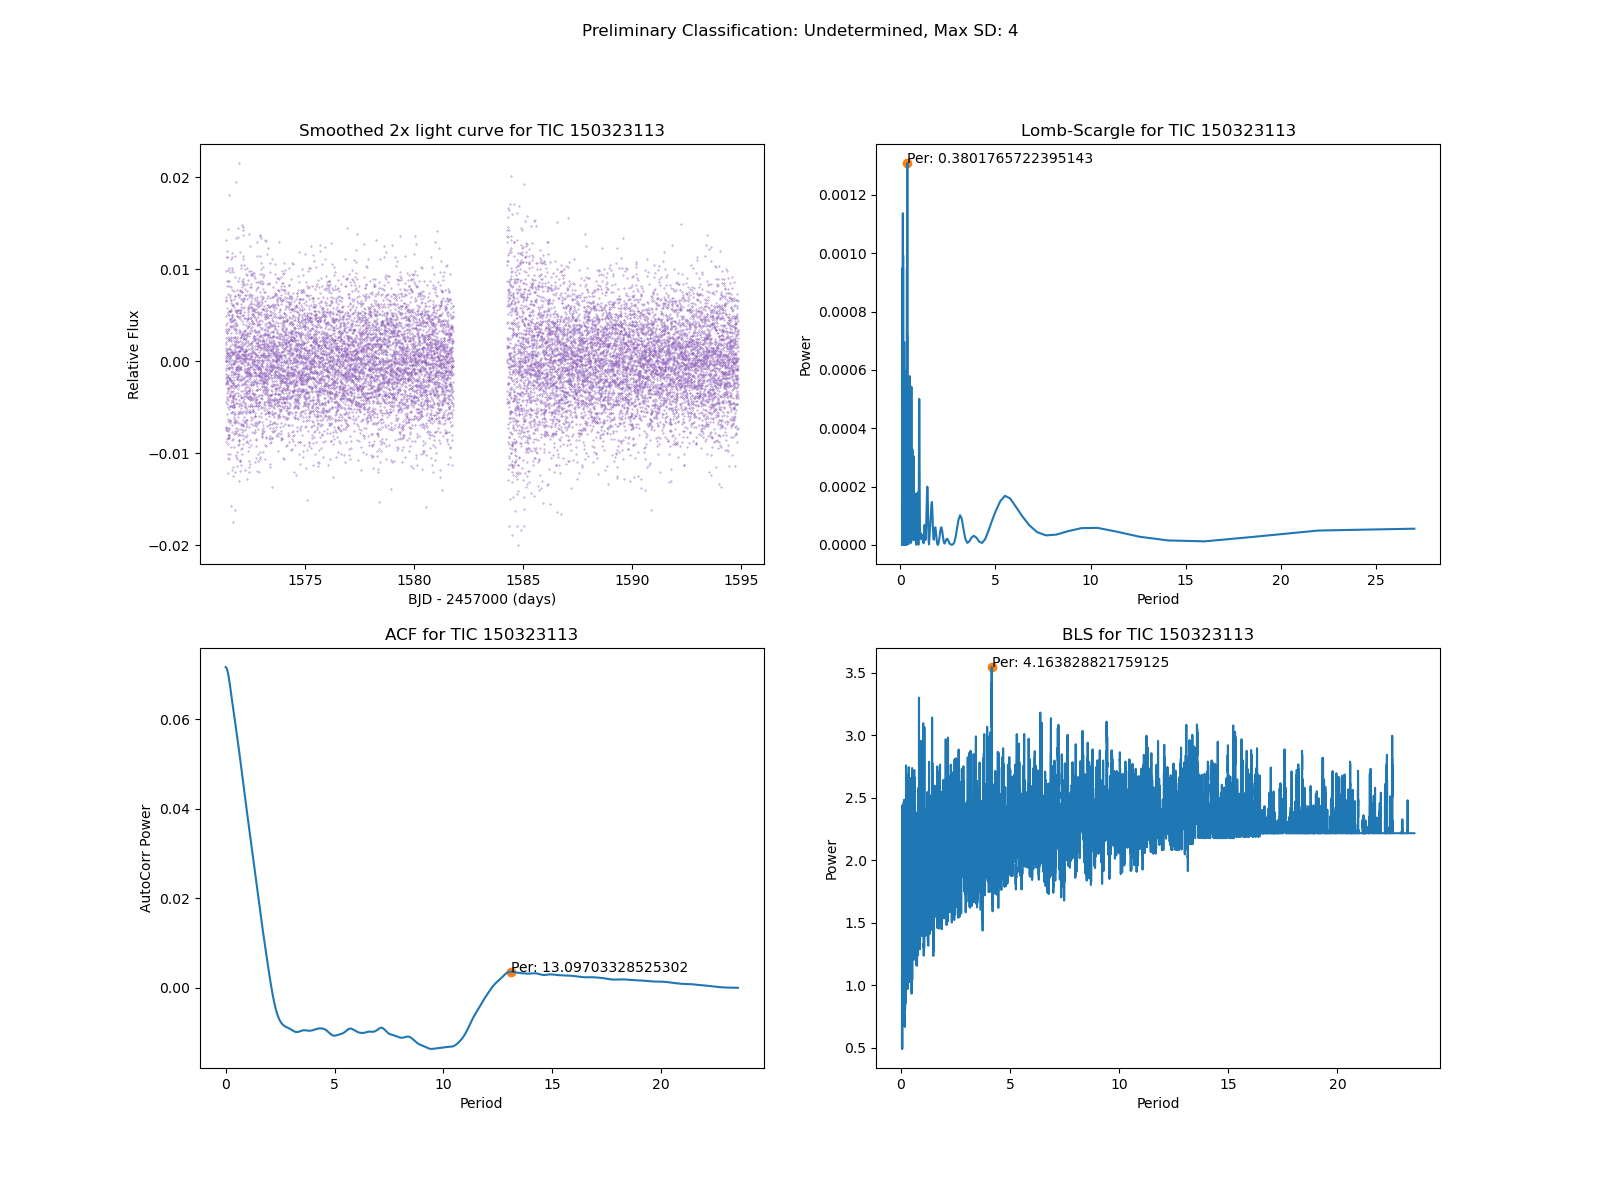 Preliminary Classification: Undetermined, Max SD: 4
Smoothed 2x light curve for TIC 150323113
0.02
0.01
0.00
−0.01
−0.02
Relative Flux
1575 1580 1585 1590 1595
BJD - 2457000 (days)
Lomb-Scargle for TIC 150323113
Per: 0.3801765722395143
0.0012
0.0010
0.0008
0.0006
0.0004
0.0002
0.0000
Power
0 5 10 15 20 25
Period
ACF for TIC 150323113
0.06
0.04
0.02
0.00
AutoCorr Power
Per: 13.09703328525302
0 5 10 15 20
Period
BLS for TIC 150323113
Per: 4.163828821759125
3.5
3.0
2.5
2.0
1.5
1.0
0.5
Power
0 5 10 15 20
Period